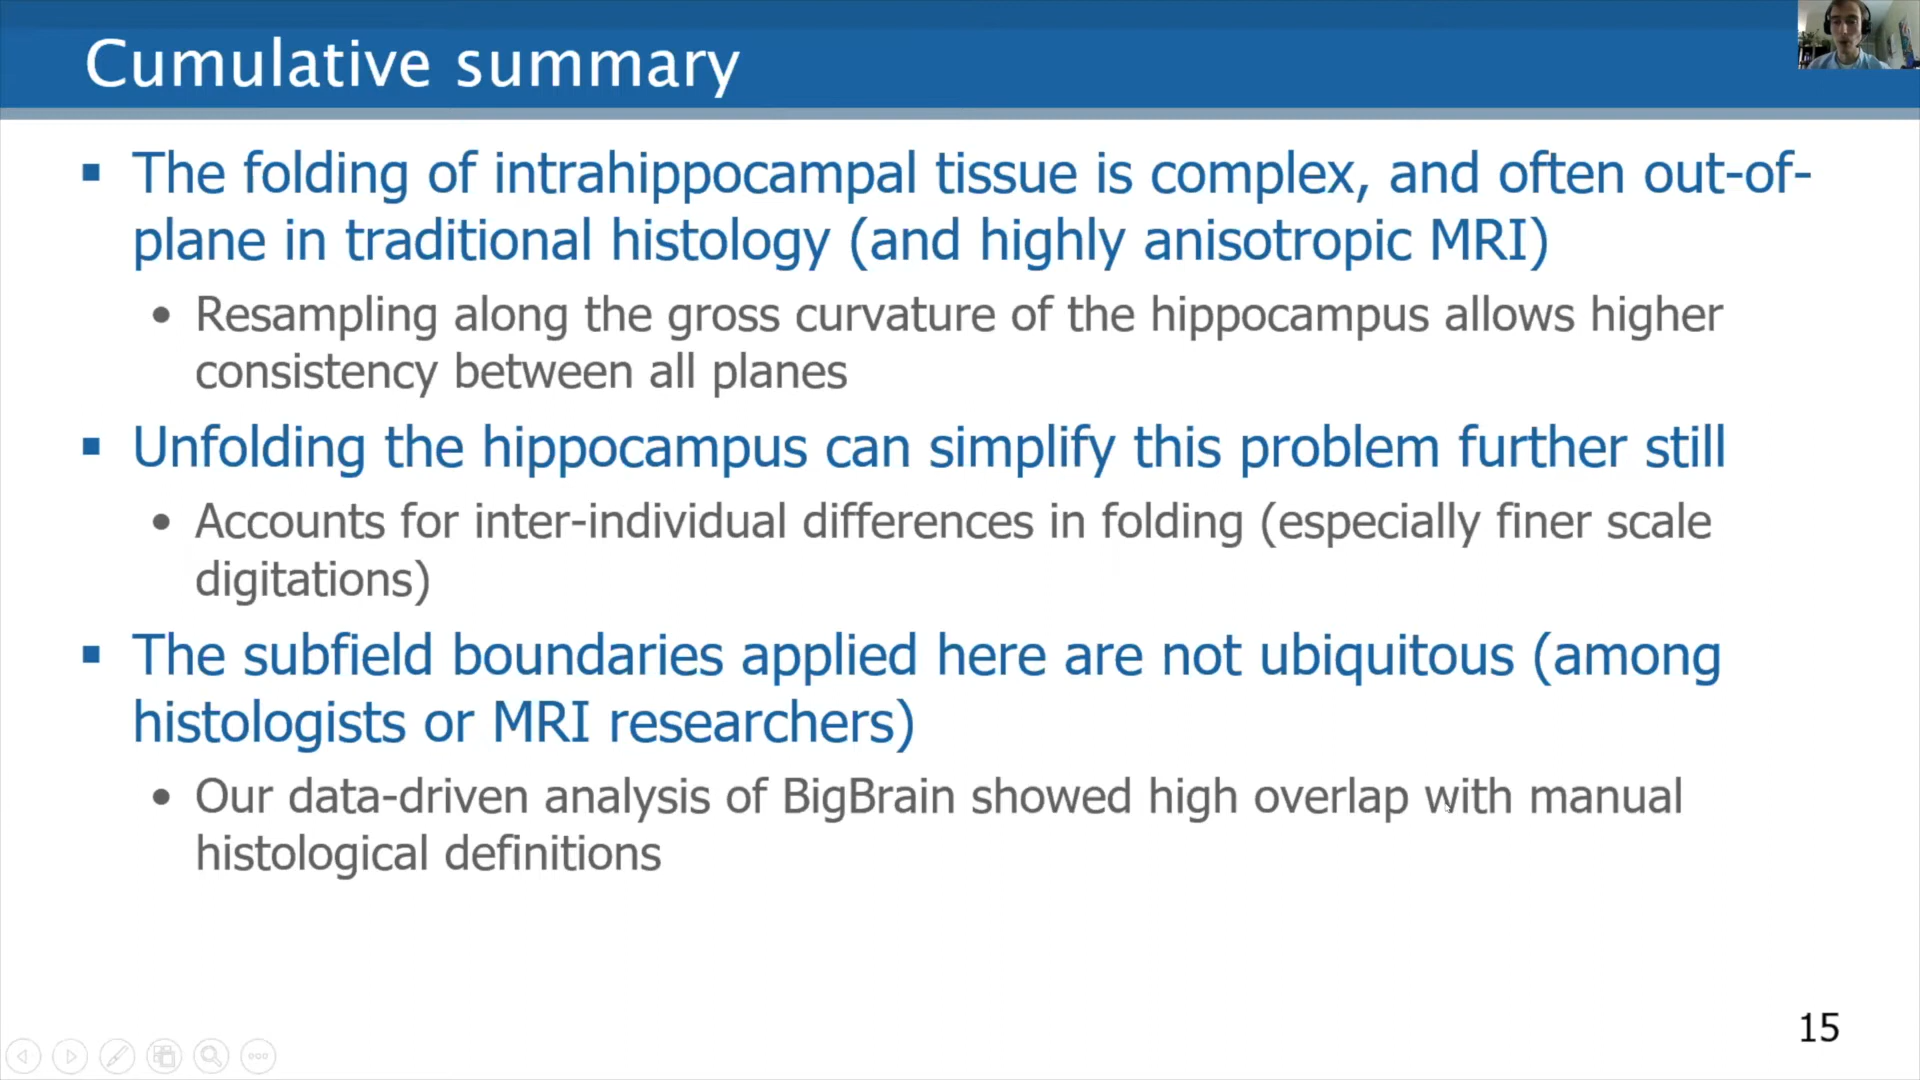 Cumulative summary
▪ The folding of intrahippocampal tissue is complex, and often out-of-
plane in traditional histology (and highly anisotropic MRI)
• Resampling along the gross curvature of the hippocampus allows higher
consistency between all planes
▪ Unfolding the hippocampus can simplify this problem further still
• Accounts for inter-individual differences in folding (especially finer scale
digitations)
▪ The subfield boundaries applied here are not ubiquitous (among
histologists or MRI researchers)
• Our data-driven analysis of BigBrain showed high overlap with manual
histological definitions
15